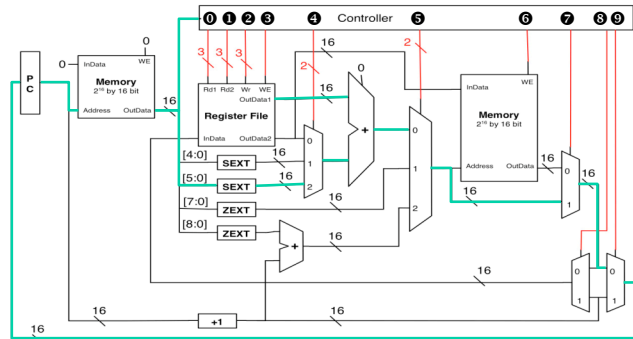 0 1 2 3 4 Controller 5 6 7 8 9
16
0
0
3 3 3
2
2
P C
InData WE
Memory
2¹⁶ by 16 bit
Address OutData
16
Rd1 Rd2 Wr WE
OutData1
Register File
InData OutData2
16
0
+
InData WE
Memory
2¹⁶ by 16 bit
Address OutData
16
[4:0] SEXT 16
[5:0] SEXT 16
[7:0] ZEXT 16
[8:0] ZEXT
0
1
2
+
16
0
1
2
16
0
1
16
0
1
0
1
16
16
+1
16
16